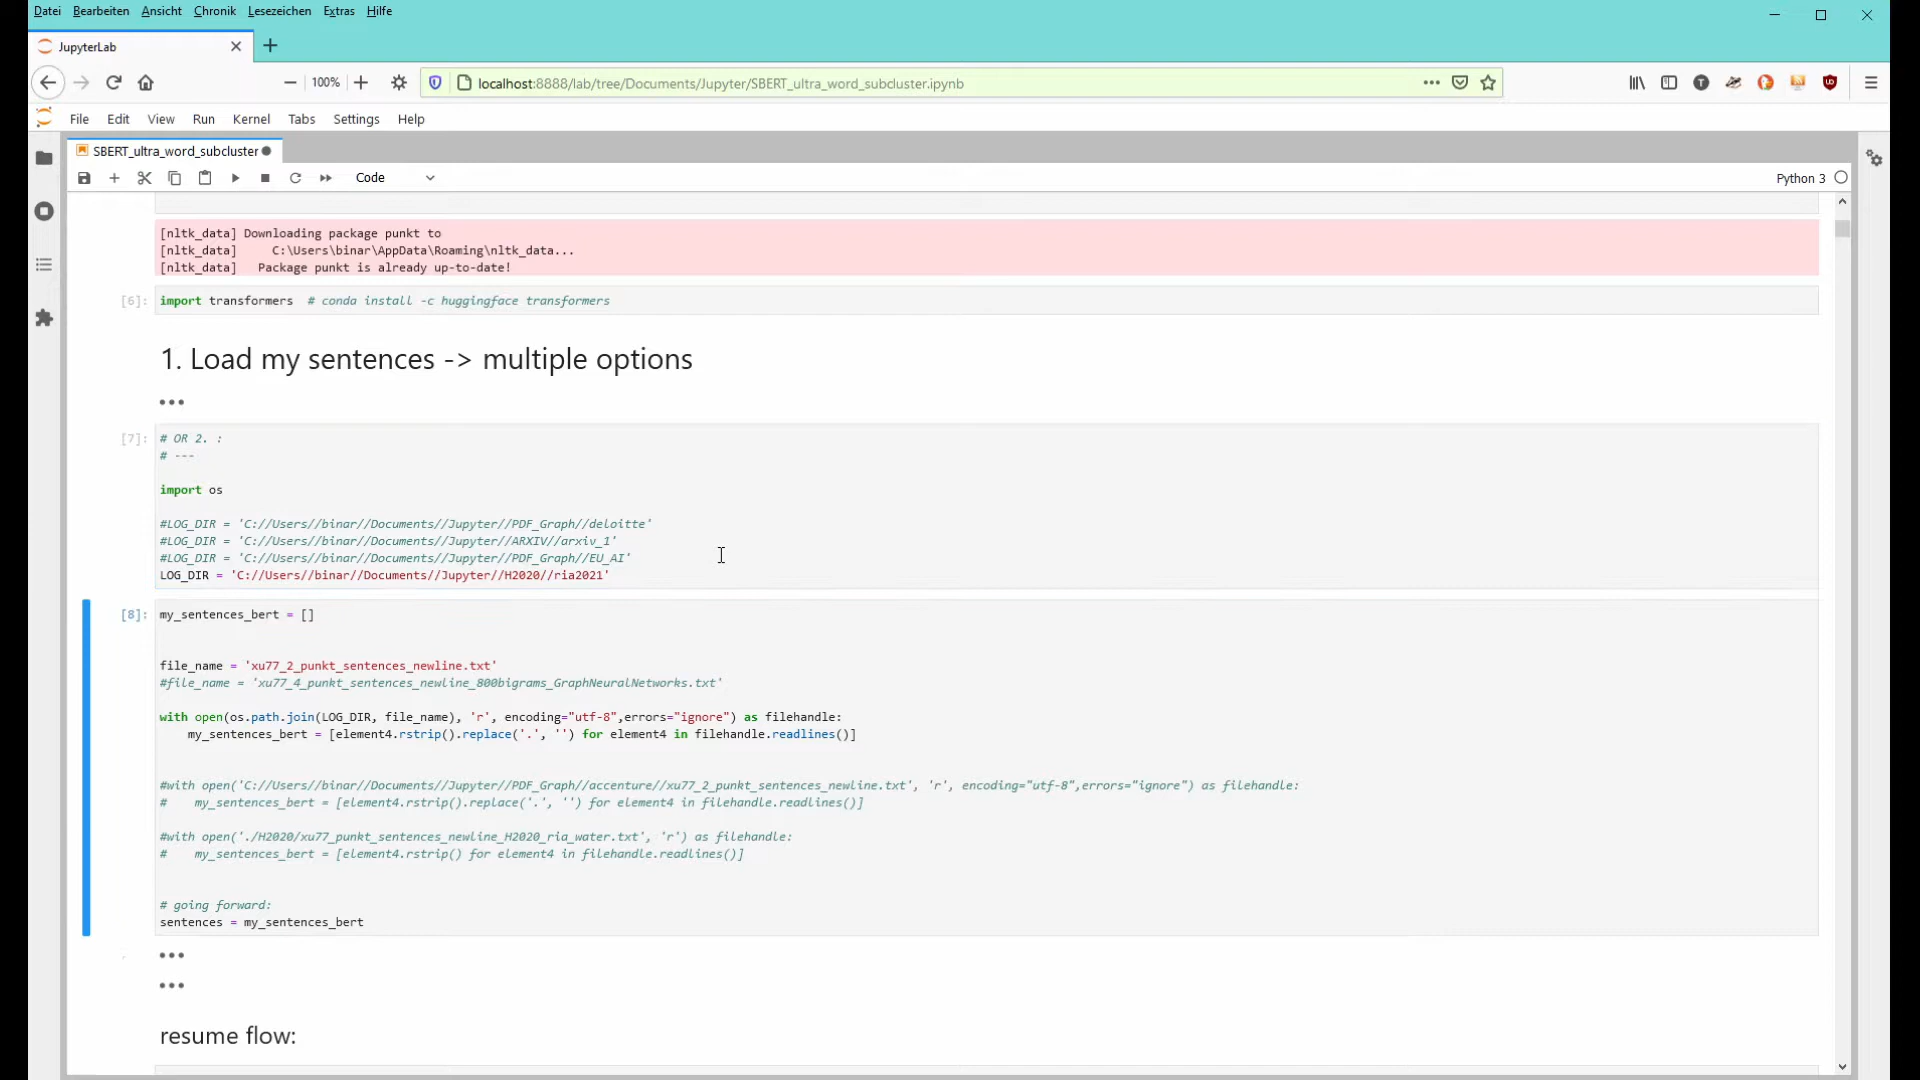 Datei Bearbeiten Ansicht Chronik Lesezeichen Extras Hilfe
JupyterLab
100%
localhost:8888/lab/tree/Documents/Jupyter/SBERT_ultra_word_subcluster.ipynb
File Edit View Run Kernel Tabs Settings Help
SBERT_ultra_word_subcluster
Code
Python 3
[nltk_data] Downloading package punkt to
[nltk_data]     C:\Users\binar\AppData\Roaming\nltk_data...
[nltk_data]   Package punkt is already up-to-date!
[6]: import transformers  # conda install -c huggingface transformers
1. Load my sentences -> multiple options
[7]: # OR 2. :
# ---
import os
#LOG_DIR = 'C://Users//binar//Documents//Jupyter//PDF_Graph//deloitte'
#LOG_DIR = 'C://Users//binar//Documents//Jupyter//ARXIV//arxiv_1'
#LOG_DIR = 'C://Users//binar//Documents//Jupyter//PDF_Graph//EU_AI'
LOG_DIR = 'C://Users//binar//Documents//Jupyter//H2020//ria2021'
[8]: my_sentences_bert = []
file_name = 'xu77_2_punkt_sentences_newline.txt'
#file_name = 'xu77_4_punkt_sentences_newline_800bigrams_GraphNeuralNetworks.txt'
with open(os.path.join(LOG_DIR, file_name), 'r', encoding="utf-8",errors="ignore") as filehandle:
    my_sentences_bert = [element4.rstrip().replace('.', '') for element4 in filehandle.readlines()]
#with open('C://Users//binar//Documents//Jupyter//PDF_Graph//accenture//xu77_2_punkt_sentences_newline.txt', 'r', encoding="utf-8",errors="ignore") as filehandle:
#    my_sentences_bert = [element4.rstrip().replace('.', '') for element4 in filehandle.readlines()]
#with open('./H2020/xu77_punkt_sentences_newline_H2020_ria_water.txt', 'r') as filehandle:
#    my_sentences_bert = [element4.rstrip() for element4 in filehandle.readlines()]
# going forward:
sentences = my_sentences_bert
resume flow: